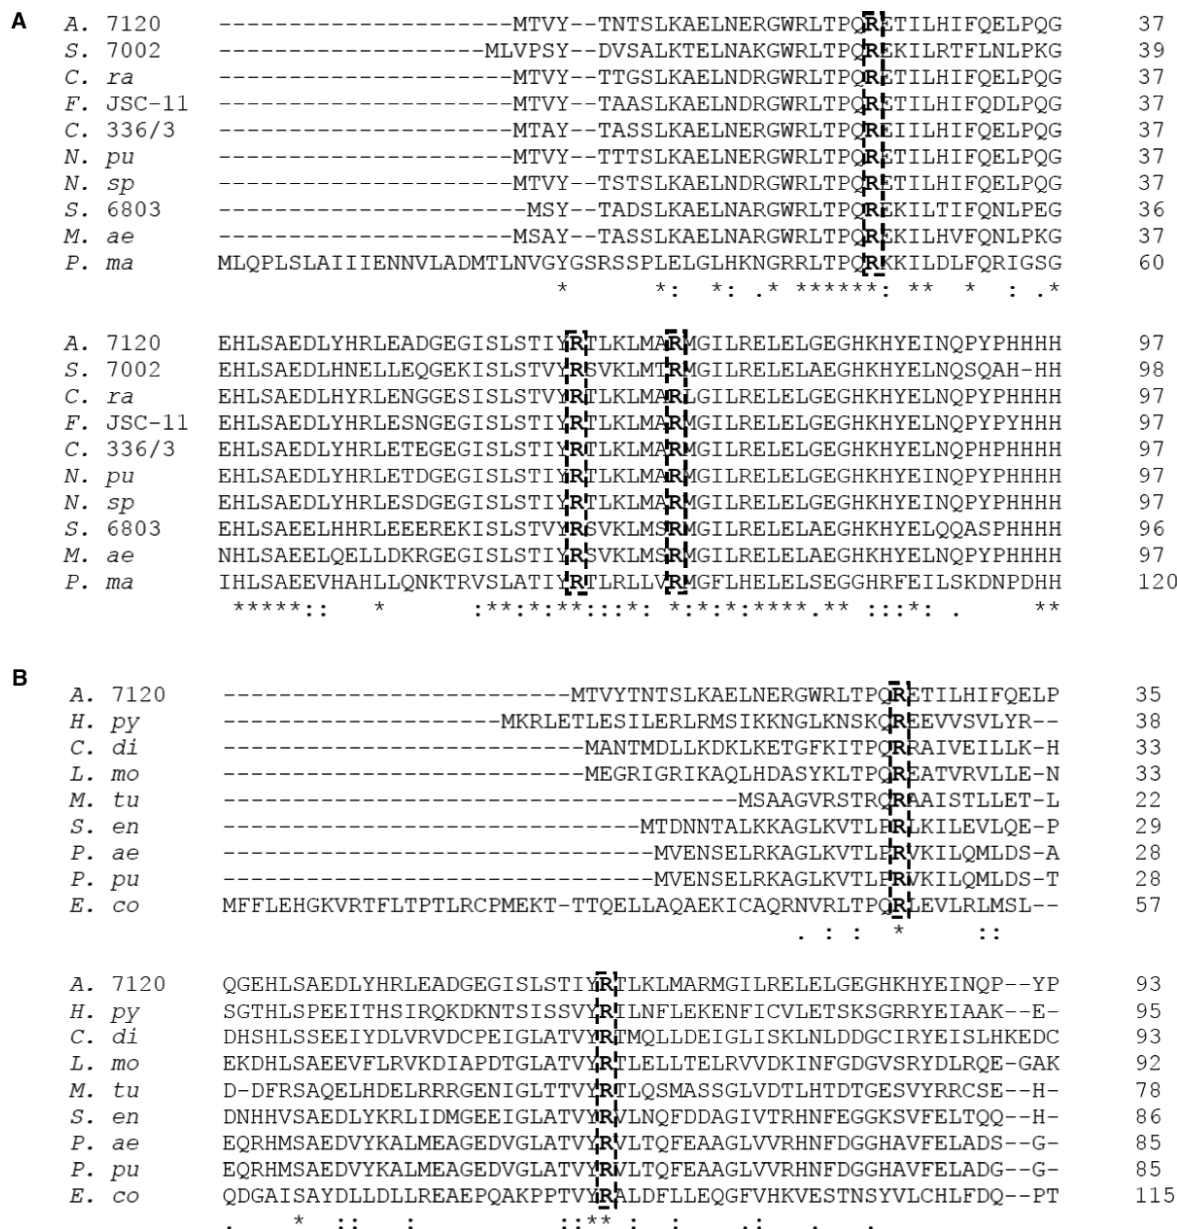 A
A. 7120 ---------------------MTVY--TNTSLKAELNERGWRLTPQRETILHIFQELPQG 37
S. 7002 -------------------MLVPSY--DVSALKTELNAKGWRLTPQREKILRTFLNLPKG 39
C. ra ---------------------MTVY--TTGSLKAELNDRGWRLTPQRETILHIFQELPQG 37
F. JSC-11 ---------------------MTVY--TAASLKAELNDRGWRLTPQRETILHIFQDLPQG 37
C. 336/3 ---------------------MTAY--TASSLKAELNERGWRLTPQREIILHIFQELPQG 37
N. pu ---------------------MTVY--TTTSLKAELNERGWRLTPQRETILHIFQELPQG 37
N. sp ---------------------MTVY--TSTSLKAELNDRGWRLTPQRETILHIFQELPQG 37
S. 6803 ----------------------MSY--TADSLKAELNARGWRLTPQREKILTIFQNLPEG 36
M. ae ---------------------MSAY--TASSLKAELNARGWRLTPQREKILHVFQNLPKG 37
P. ma MLQPLSLAIIIENNVLADMTLNVGYGSRSSPLELGLHKNGRRLTPQRKKILDLFQRIGSG 60
* *: *: .* ******: ** * : .*
A. 7120 EHLSAEDLYHRLEADGEGISLSTIYRTLKLMARMGILRELELGEGHKHYEINQPYPHHHH 97
S. 7002 EHLSAEDLHNELLEQGEKISLSTVYRSVKLMTRMGILRELELAEGHKHYELNQSQAH-HH 98
C. ra EHLSAEDLHYRLENGGESISLSTVYRTLKLMARLGILRELELGEGHKHYELNQPYPHHHH 97
F. JSC-11 EHLSAEDLYHRLESNGEGISLSTIYRTLKLMARMGILRELELGEGHKHYELNQPYPYHHH 97
C. 336/3 EHLSAEDLYHRLETEGEGISLSTIYRTLKLMARMGILRELELGEGHKHYEINQPHPHHHH 97
N. pu EHLSAEDLYHRLETDGEGISLSTIYRTLKLMARMGILRELELGEGHKHYEINQPYPHHHH 97
N. sp EHLSAEDLYHRLESDGEGISLSTIYRTLKLMARMGILRELELGEGHKHYEINQPYPHHHH 97
S. 6803 EHLSAEELHHRLEEEREKISLSTVYRSVKLMSRMGILRELELAEGHKHYELQQASPHHHH 96
M. ae NHLSAEELQELLDKRGEGISLSTIYRSVKLMSRMGILRELELAEGHKHYELNQPYPHHHH 97
P. ma IHLSAEEVHAHLLQNKTRVSLATIYRTLRLLVRMGFLHELELSEGGHRFEILSKDNPDHH 120
*****:: * :**:*:**:::*: *:**:****.** :::*: . **
B
A. 7120 -------------------------MTVYTNTSLKAELNERGWRLTPQRETILHIFQELP 35
H. py --------------------MKRLETLESILERLRMSIKKNGLKNSKQREEVVSVLYR-- 38
C. di --------------------------MANTMDLLKDKLKETGFKITPQRRAIVEILLK-H 33
L. mo --------------------------MEGRIGRIKAQLHDASYKLTPQREATVRVLLE-N 33
M. tu -------------------------------------MSAAGVRSTRQRAAISTLLET-L 22
S. en ------------------------------MTDNNTALKKAGLKVTLPRLKILEVLQE-P 29
P. ae -------------------------------MVENSELRKAGLKVTLPRVKILQMLDS-A 28
P. pu -------------------------------MVENSELRKAGLKVTLPRVKILQMLDS-T 28
E. co MFFLEHGKVRTFLTPTLRCPMEKT-TTQELLAQAEKICAQRNVRLTPQRLEVLRLMSL-- 57
. : : * ::
A. 7120 QGEHLSAEDLYHRLEADGEGISLSTIYRTLKLMARMGILRELELGEGHKHYEINQP--YP 93
H. py SGTHLSPEEITHSIRQKDKNTSISSVYRILNFLEKENFICVLETSKSGRRYEIAAK--E- 95
C. di DHSHLSSEEIYDLVRVDCPEIGLATVYRTMQLLDEIGLISKLNLDDGCIRYEISLHKEDC 93
L. mo EKDHLSAEEVFLRVKDIAPDTGLATVYRTLELLTELRVVDKINFGDGVSRYDLRQE-GAK 92
M. tu D-DFRSAQELHDELRRRGENIGLTTVYRTLQSMASSGLVDTLHTDTGESVYRRCSE--H- 78
S. en DNHHVSAEDLYKRLIDMGEEIGLATVYRVLNQFDDAGIVTRHNFEGGKSVFELTQQ--H- 86
P. ae EQRHMSAEDVYKALMEAGEDVGLATVYRVLTQFEAAGLVVRHNFDGGHAVFELADS--G- 85
P. pu EQRHMSAEDVYKALMEAGEDVGLATVYRVLTQFEAAGLVVRHNFDGGHAVFELADG--G- 85
E. co QDGAISAYDLLDLLREAEPQAKPPTVYRALDFLLEQGFVHKVESTNSYVLCHLFDQ--PT 115
. * :: : ::** : : :: . .